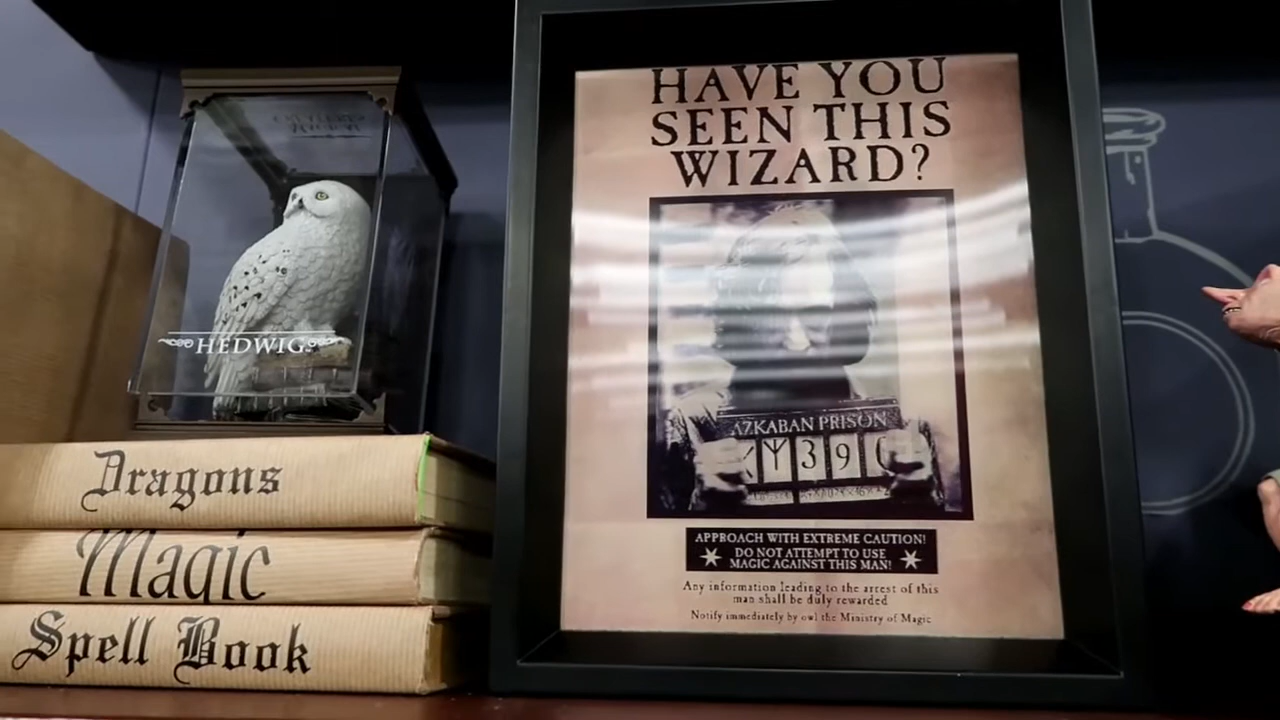 HEDWIG
Dragons
Magic
Spell Book
HAVE YOU
SEEN THIS
WIZARD?
AZKABAN PRISON
390
APPROACH WITH EXTREME CAUTION!
DO NOT ATTEMPT TO USE
MAGIC AGAINST THIS MAN!
Any information leading to the arrest of this
man shall be duly rewarded
Notify immediately by owl the Ministry of Magic